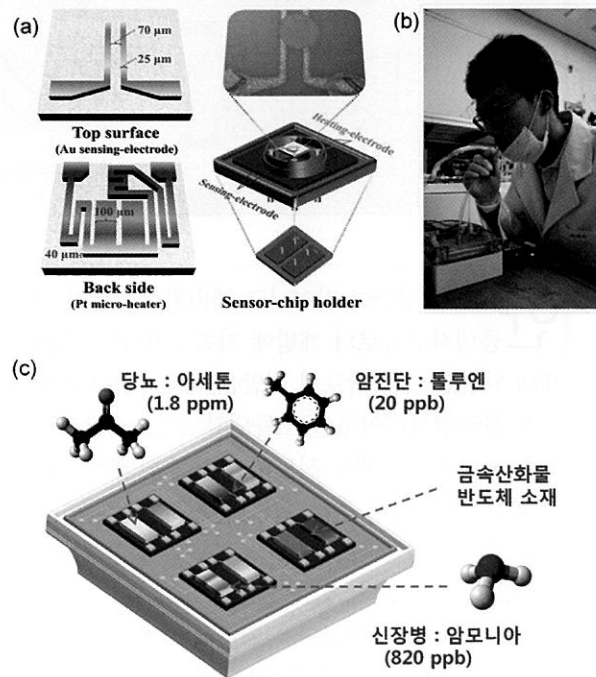 (a)
70 μm
25 μm
Top surface
(Au sensing-electrode)
100 μm
40 μm
Back side
(Pt micro-heater)
Heating-electrode
Sensing-electrode
Sensor-chip holder
(b)
(c)
당뇨 : 아세톤
(1.8 ppm)
암진단 : 톨루엔
(20 ppb)
금속산화물
반도체 소재
신장병 : 암모니아
(820 ppb)